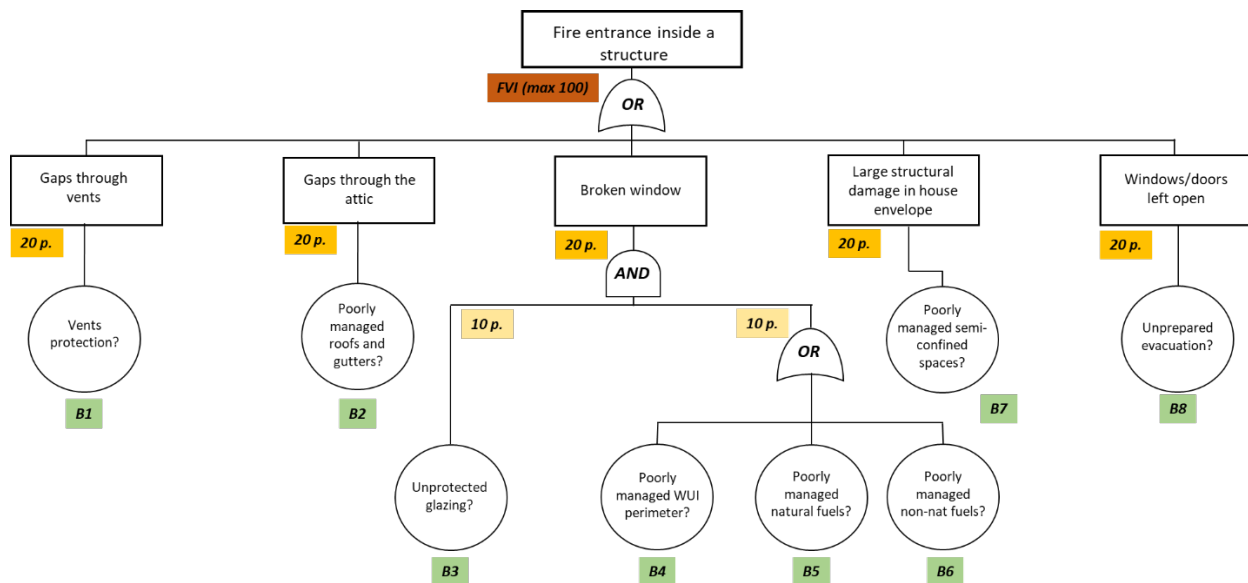 Fire entrance inside a
structure
FVI (max 100)
OR
Gaps through
vents
Gaps through the
attic
Broken window
Large structural
damage in house
envelope
Windows/doors
left open
20 p.
20 p.
20 p.
20 p.
20 p.
AND
Vents
protection?
Poorly
managed
roofs and
gutters?
10 p.
10 p.
OR
Poorly
managed semi-
confined
spaces?
Unprepared
evacuation?
B1
B2
B7
B8
Unprotected
glazing?
Poorly
managed WUI
perimeter?
Poorly
managed
natural fuels?
Poorly
managed
non-nat fuels?
B3
B4
B5
B6